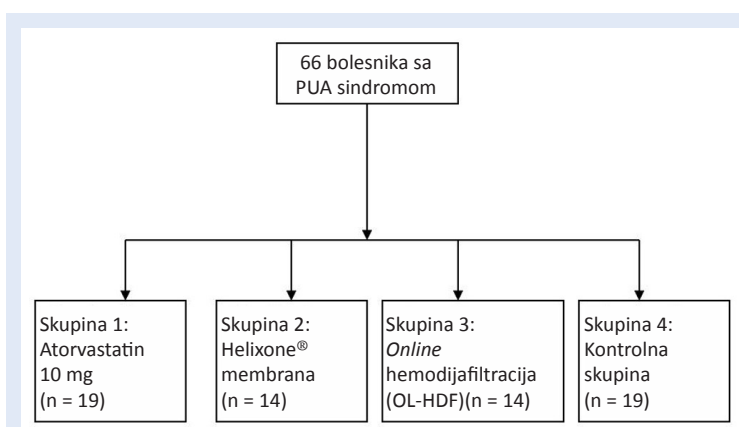 66 bolesnika sa
PUA sindromom
Skupina 1:
Atorvastatin
10 mg
(n = 19)
Skupina 2:
Helixone®
membrana
(n = 14)
Skupina 3:
Online
hemodijafiltracija
(OL-HDF)(n = 14)
Skupina 4:
Kontrolna
skupina
(n = 19)